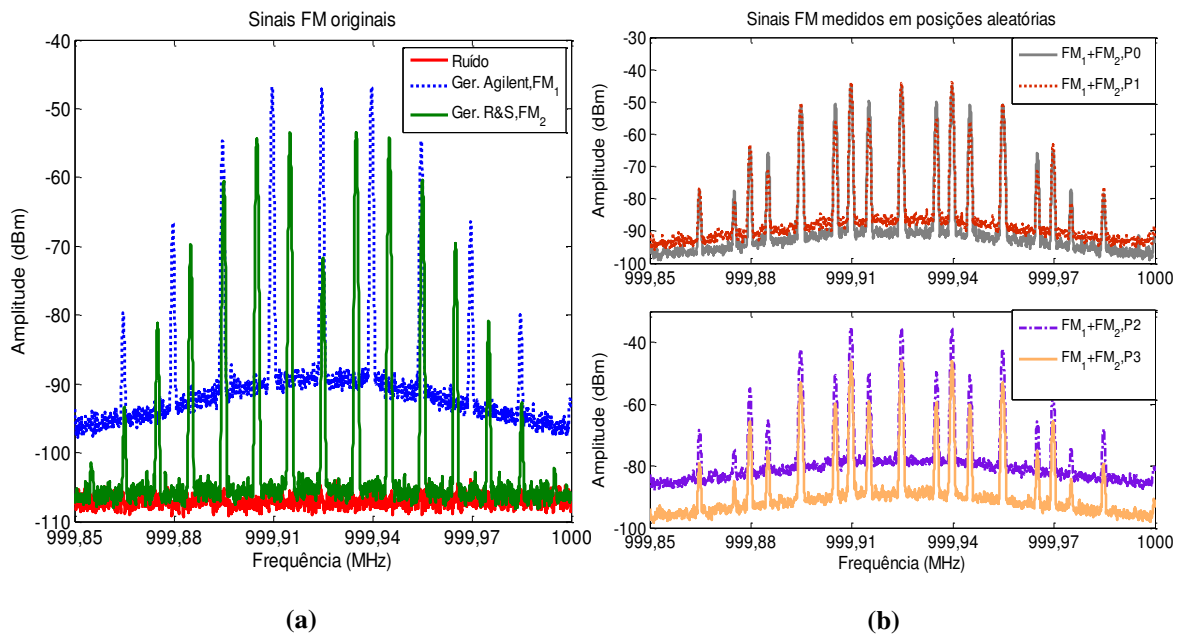 Sinais FM originais
-40
-50
-60
-70
-80
-90
-100
-110
Amplitude (dBm)
999,85
999,88
999,91
999,94
999,97
1000
Frequência (MHz)
Ruído
Ger. Agilent,FM1
Ger. R&S,FM2
(a)
Sinais FM medidos em posições aleatórias
-30
-40
-50
-60
-70
-80
-90
-100
Amplitude (dBm)
999,85
999,88
999,91
999,94
999,97
1000
FM1+FM2,P0
FM1+FM2,P1
-40
-60
-80
-100
Amplitude (dBm)
999,85
999,88
999,91
999,94
999,97
1000
Frequência (MHz)
FM1+FM2,P2
FM1+FM2,P3
(b)